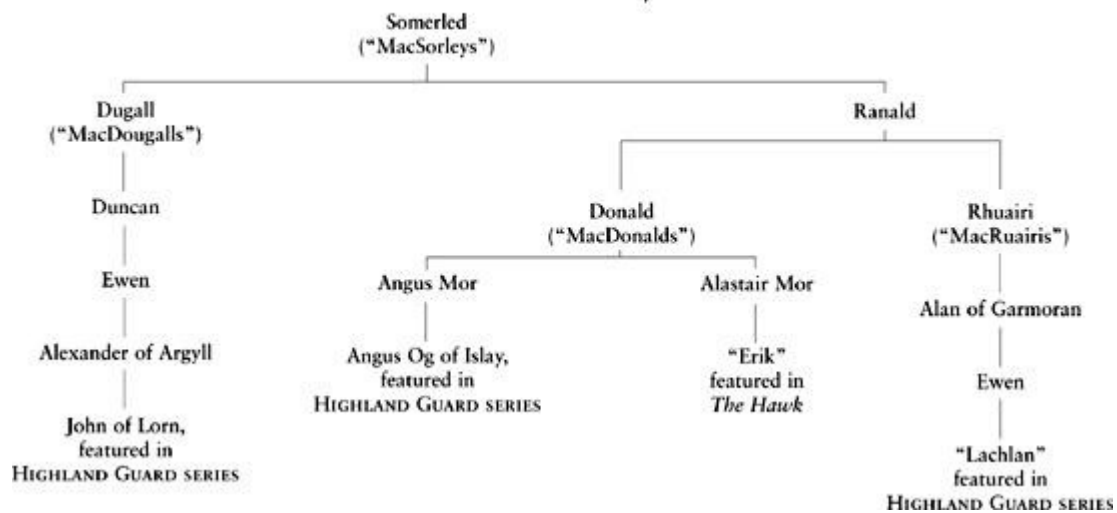 Somerled
("MacSorleys")
Dugall
("MacDougalls")
Ranald
Duncan
Donald
("MacDonalds")
Rhuairi
("MacRuairis")
Ewen
Angus Mor
Alastair Mor
Alan of Garmoran
Alexander of Argyll
Angus Og of Islay,
featured in
HIGHLAND GUARD SERIES
"Erik"
featured in
The Hawk
Ewen
John of Lorn,
featured in
HIGHLAND GUARD SERIES
"Lachlan"
featured in
HIGHLAND GUARD SERIES